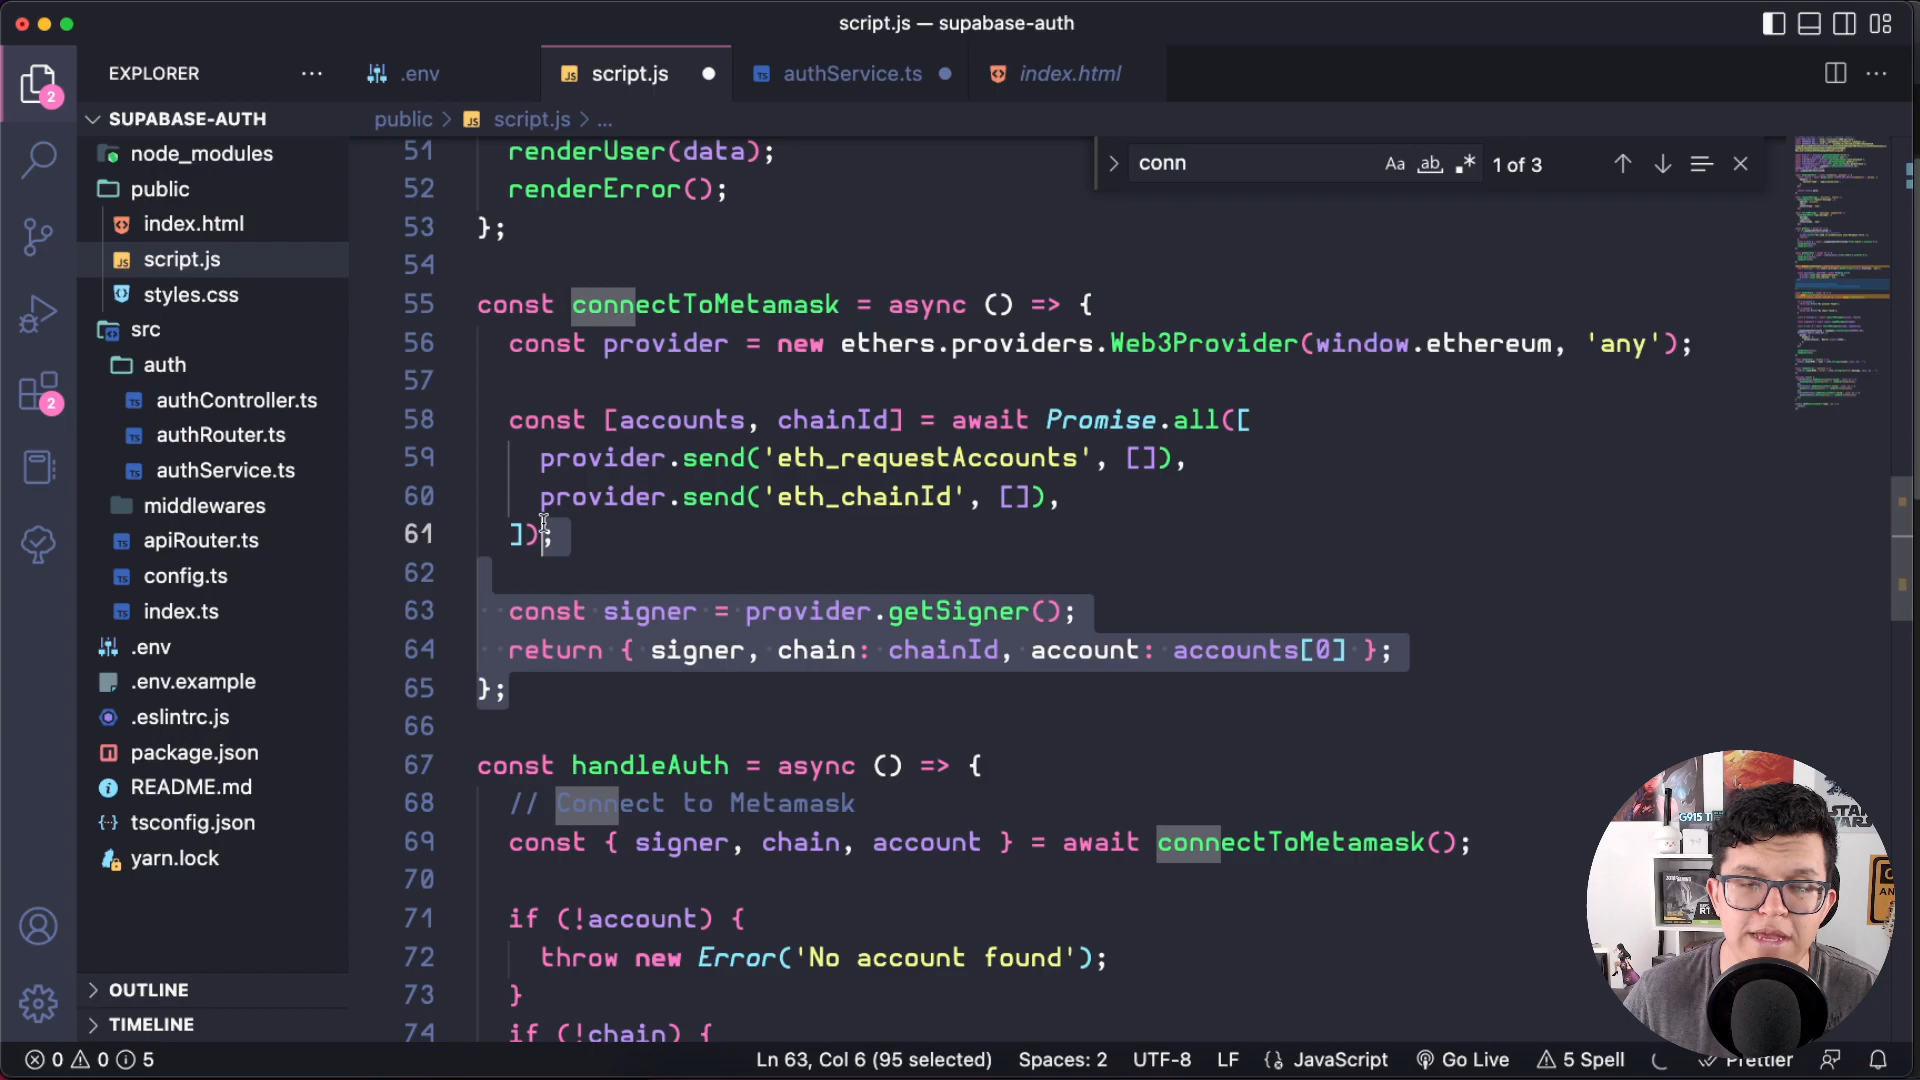 script.js — supabase-auth
EXPLORER
.env
script.js
authService.ts
index.html
SUPABASE-AUTH
public > script.js > ...
node_modules
public
index.html
script.js
styles.css
src
auth
authController.ts
authRouter.ts
authService.ts
middlewares
apiRouter.ts
config.ts
index.ts
.env
.env.example
.eslintrc.js
package.json
README.md
tsconfig.json
yarn.lock
OUTLINE
TIMELINE
2
2
conn
Aa ab .* 1 of 3
51 renderUser(data);
52 renderError();
53 };
54
55 const connectToMetamask = async () => {
56 const provider = new ethers.providers.Web3Provider(window.ethereum, 'any');
57
58 const [accounts, chainId] = await Promise.all([
59 provider.send('eth_requestAccounts', []),
60 provider.send('eth_chainId', []),
61 ]);
62
63 const signer = provider.getSigner();
64 return { signer, chain: chainId, account: accounts[0] };
65 };
66
67 const handleAuth = async () => {
68 // Connect to Metamask
69 const { signer, chain, account } = await connectToMetamask();
70
71 if (!account) {
72 throw new Error('No account found');
73 }
74 if (!chain) {
0 0 5
Ln 63, Col 6 (95 selected) Spaces: 2 UTF-8 LF JavaScript Go Live 5 Spell Prettier